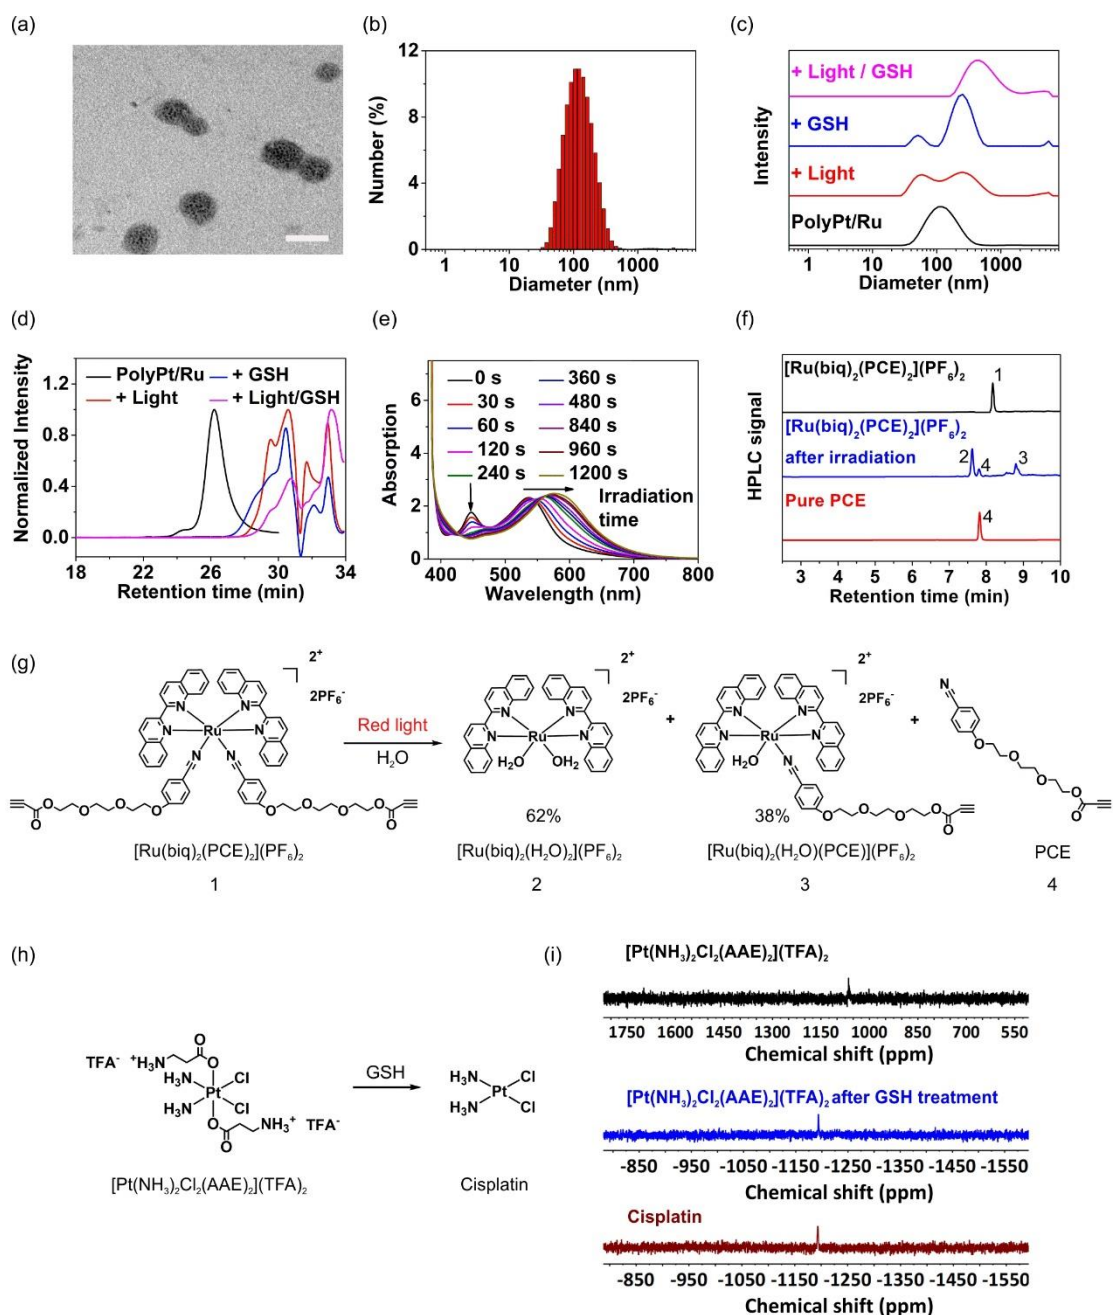 (a)
(b)
12
8
4
0
Number (%)
1 10 100 1000
Diameter (nm)
(c)
+ Light / GSH
+ GSH
+ Light
PolyPt/Ru
Intensity
1 10 100 1000
Diameter (nm)
(d)
Normalized Intensity
1.2
0.8
0.4
0.0
PolyPt/Ru + GSH
+ Light + Light/GSH
18 22 26 30 34
Retention time (min)
(e)
Absorption
6
4
2
0
0 s 360 s
30 s 480 s
60 s 840 s
120 s 960 s
240 s 1200 s
Irradiation
time
400 500 600 700 800
Wavelength (nm)
(f)
HPLC signal
[Ru(biq)₂(PCE)₂](PF₆)₂
1
[Ru(biq)₂(PCE)₂](PF₆)₂
after irradiation
2 4 3
Pure PCE
4
3 4 5 6 7 8 9 10
Retention time (min)
(g)
2⁺
2PF₆⁻
N N
N Ru N
N N
O O O O O O O O
O O
Red light
H₂O
2⁺
2PF₆⁻
N N
N Ru N
H₂O OH₂
62%
+
2⁺
2PF₆⁻
N N
N Ru N
H₂O N
O O O O
O
38%
+
N
O
O
O
O
O
[Ru(biq)₂(PCE)₂](PF₆)₂ [Ru(biq)₂(H₂O)₂](PF₆)₂ [Ru(biq)₂(H₂O)(PCE)](PF₆)₂ PCE
1 2 3 4
(h)
TFA⁻ ⁺H₃N O
O
H₃N Cl
Pt
H₃N Cl
O
O NH₃⁺ TFA⁻
GSH
H₃N Cl
Pt
H₃N Cl
[Pt(NH₃)₂Cl₂(AAE)₂](TFA)₂ Cisplatin
(i)
[Pt(NH₃)₂Cl₂(AAE)₂](TFA)₂
1750 1600 1450 1300 1150 1000 850 700 550
Chemical shift (ppm)
[Pt(NH₃)₂Cl₂(AAE)₂](TFA)₂ after GSH treatment
-850 -950 -1050 -1150 -1250 -1350 -1450 -1550
Chemical shift (ppm)
Cisplatin
-850 -950 -1050 -1150 -1250 -1350 -1450 -1550
Chemical shift (ppm)